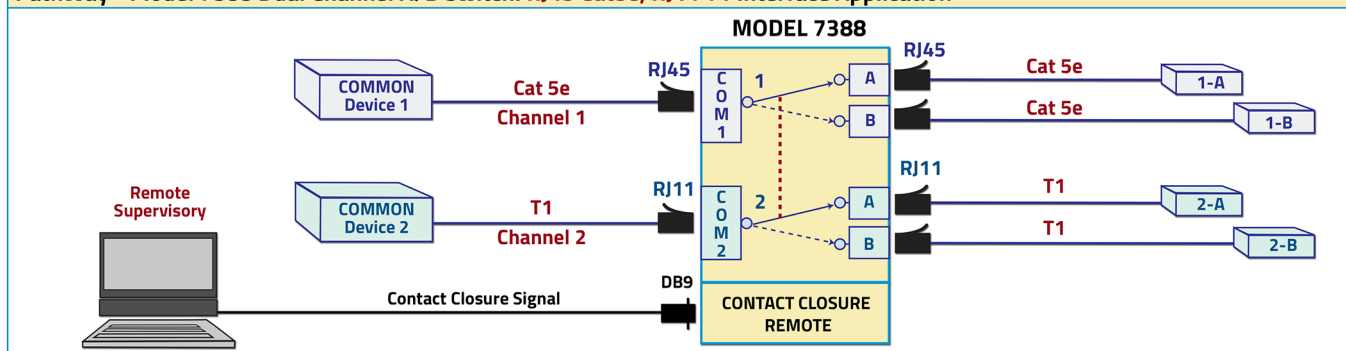 MODEL 7388
RJ45
RJ45
COMMON
Device 1
Cat 5e
Channel 1
COM1
1
A
B
Cat 5e
1-A
Cat 5e
1-B
Remote
Supervisory
COMMON
Device 2
T1
Channel 2
RJ11
COM2
2
A
B
RJ11
T1
2-A
T1
2-B
Contact Closure Signal
DB9
CONTACT CLOSURE
REMOTE